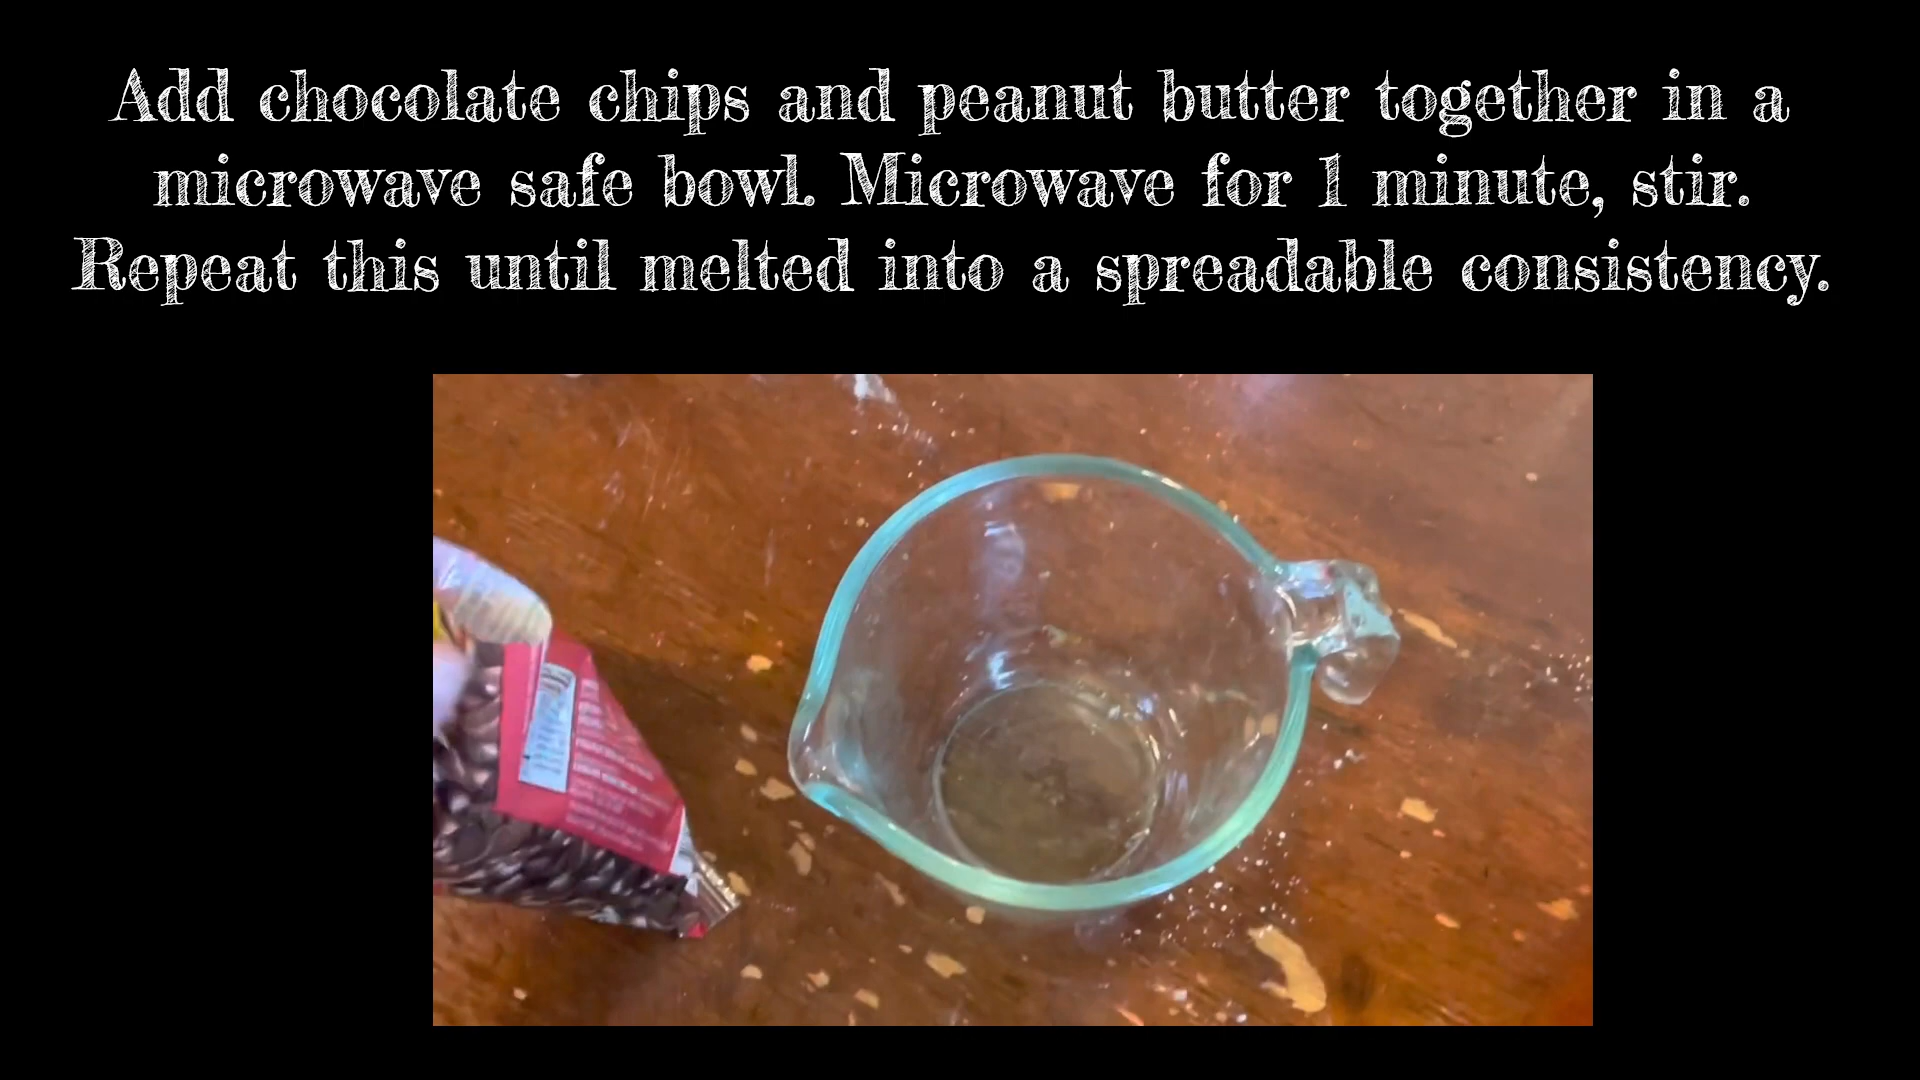 Add chocolate chips and peanut butter together in a
microwave safe bowl. Microwave for 1 minute, stir.
Repeat this until melted into a spreadable consistency.